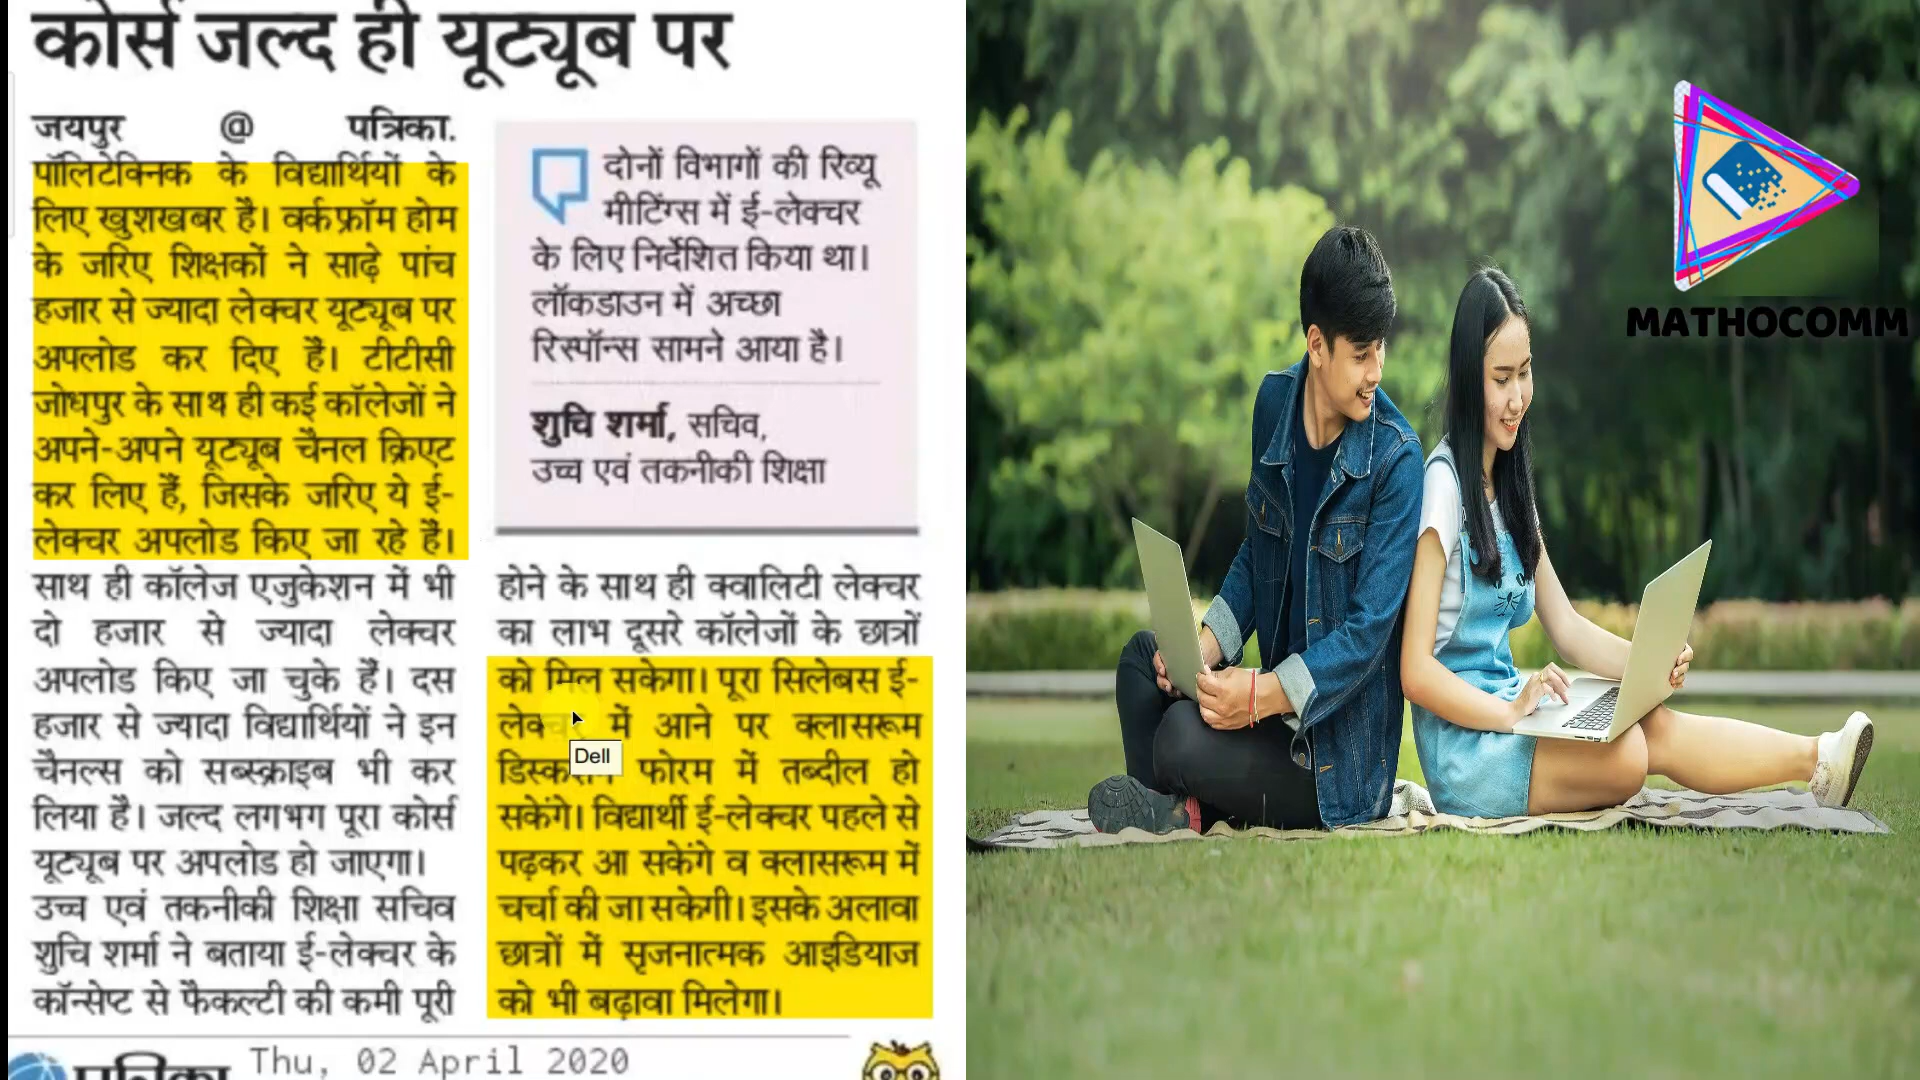 कोर्स जल्द ही यूट्यूब पर
जयपुर @ पत्रिका.
पॉलिटेक्निक के विद्यार्थियों के
लिए खुशखबर है। वर्क फ्रॉम होम
के जरिए शिक्षकों ने साढ़े पांच
हजार से ज्यादा लेक्चर यूट्यूब पर
अपलोड कर दिए है। टीटीसी
जोधपुर के साथ ही कई कॉलेजों ने
अपने-अपने यूट्यूब चैनल क्रिएट
कर लिए हैं, जिसके जरिए ये ई-
लेक्चर अपलोड किए जा रहे है।
साथ ही कॉलेज एजुकेशन में भी
दो हजार से ज्यादा लेक्चर
अपलोड किए जा चुके है। दस
हजार से ज्यादा विद्यार्थियों ने इन
चैनल्स को सब्स्क्राइब भी कर
लिया है। जल्द लगभग पूरा कोर्स
यूट्यूब पर अपलोड हो जाएगा।
उच्च एवं तकनीकी शिक्षा सचिव
शुचि शर्मा ने बताया ई-लेक्चर के
कॉन्सेप्ट से फैकल्टी की कमी पूरी
दोनों विभागों की रिव्यू
मीटिंग्स में ई-लेक्चर
के लिए निर्देशित किया था।
लॉकडाउन में अच्छा
रिस्पॉन्स सामने आया है।
शुचि शर्मा, सचिव,
उच्च एवं तकनीकी शिक्षा
होने के साथ ही क्वालिटी लेक्चर
का लाभ दूसरे कॉलेजों के छात्रों
को मिल सकेगा। पूरा सिलेबस ई-
लेक्चर में आने पर क्लासरूम
फोरम में तब्दील हो
सकेंगे। विद्यार्थी ई-लेक्चर पहले से
पढ़कर आ सकेंगे व क्लासरूम में
चर्चा की जा सकेगी। इसके अलावा
छात्रों में सृजनात्मक आइडियाज
को भी बढ़ावा मिलेगा।
Dell
पत्रिका Thu, 02 April 2020
MATHOCOMM